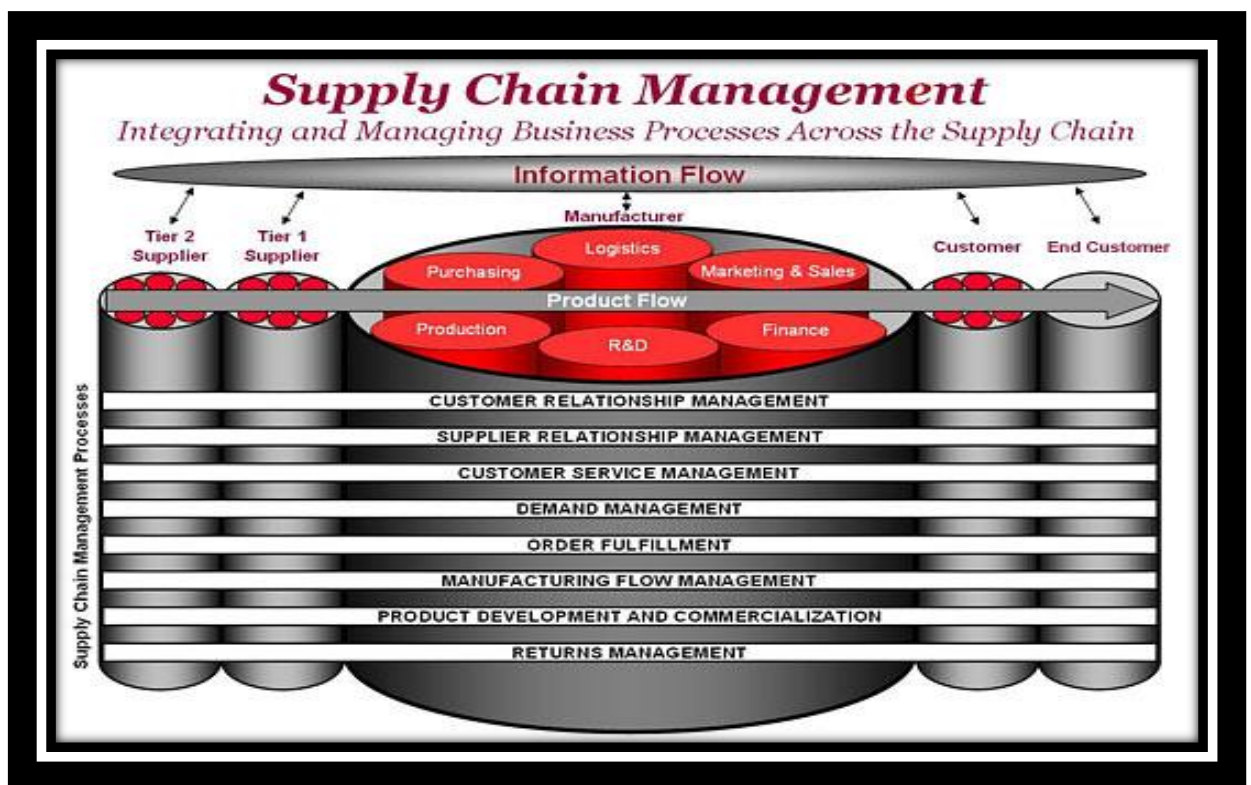 Supply Chain Management
Integrating and Managing Business Processes Across the Supply Chain
Information Flow
Tier 2
Supplier
Tier 1
Supplier
Manufacturer
Customer
End Customer
Logistics
Purchasing
Marketing & Sales
Product Flow
Production
R&D
Finance
Supply Chain Management Processes
CUSTOMER RELATIONSHIP MANAGEMENT
SUPPLIER RELATIONSHIP MANAGEMENT
CUSTOMER SERVICE MANAGEMENT
DEMAND MANAGEMENT
ORDER FULFILLMENT
MANUFACTURING FLOW MANAGEMENT
PRODUCT DEVELOPMENT AND COMMERCIALIZATION
RETURNS MANAGEMENT